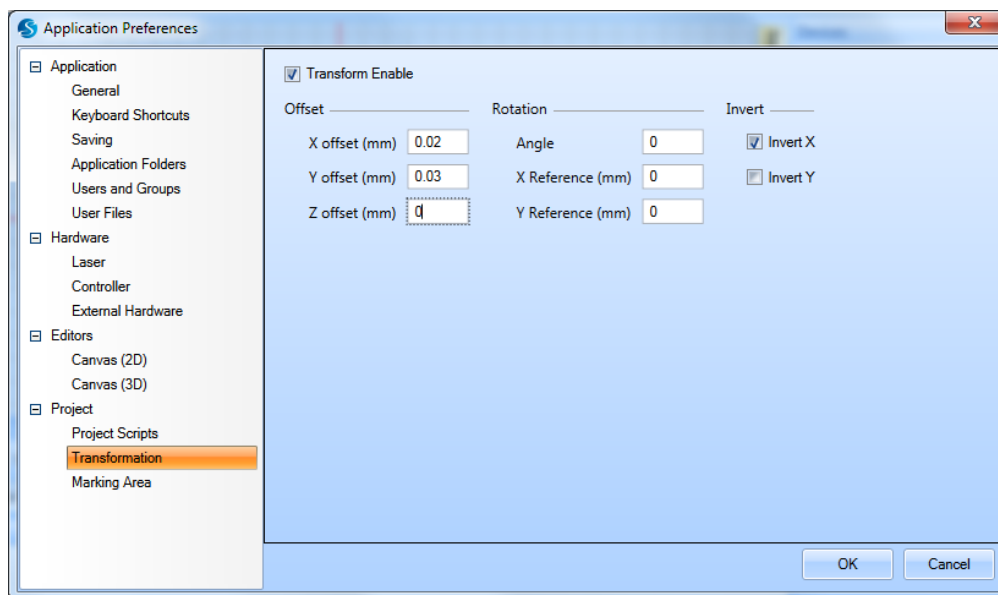 Application Preferences
Application
General
Keyboard Shortcuts
Saving
Application Folders
Users and Groups
User Files
Hardware
Laser
Controller
External Hardware
Editors
Canvas (2D)
Canvas (3D)
Project
Project Scripts
Transformation
Marking Area
Transform Enable
Offset
X offset (mm) 0.02
Y offset (mm) 0.03
Z offset (mm) 0
Rotation
Angle 0
X Reference (mm) 0
Y Reference (mm) 0
Invert
Invert X
Invert Y
OK
Cancel